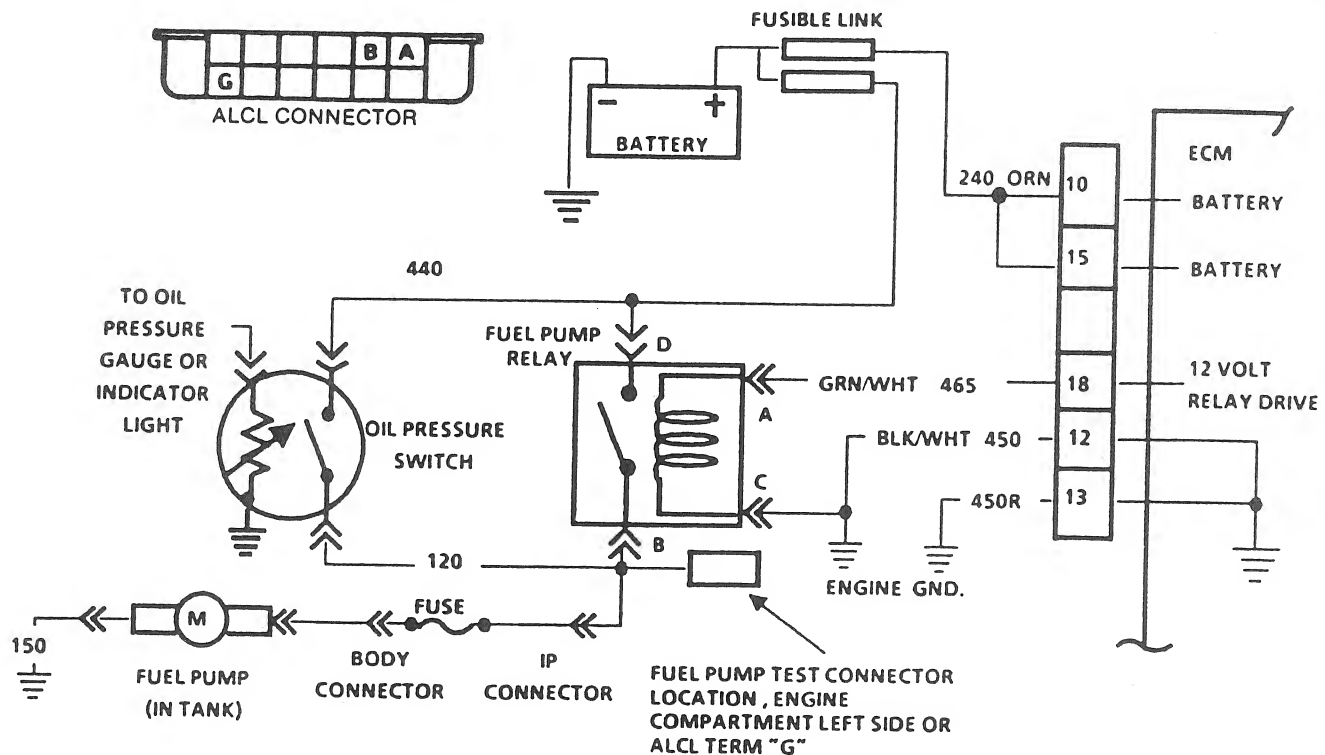 FUSIBLE LINK
B A
G
ALCL CONNECTOR
- +
BATTERY
ECM
240 ORN 10
BATTERY
15
BATTERY
440
TO OIL
PRESSURE
GAUGE OR
INDICATOR
LIGHT
FUEL PUMP
RELAY
D
GRN/WHT 465
18
12 VOLT
RELAY DRIVE
A
OIL PRESSURE
SWITCH
BLK/WHT 450
12
C
450R
13
B
120
ENGINE GND.
FUSE
M
150
BODY
CONNECTOR
IP
CONNECTOR
FUEL PUMP
(IN TANK)
FUEL PUMP TEST CONNECTOR
LOCATION , ENGINE
COMPARTMENT LEFT SIDE OR
ALCL TERM "G"